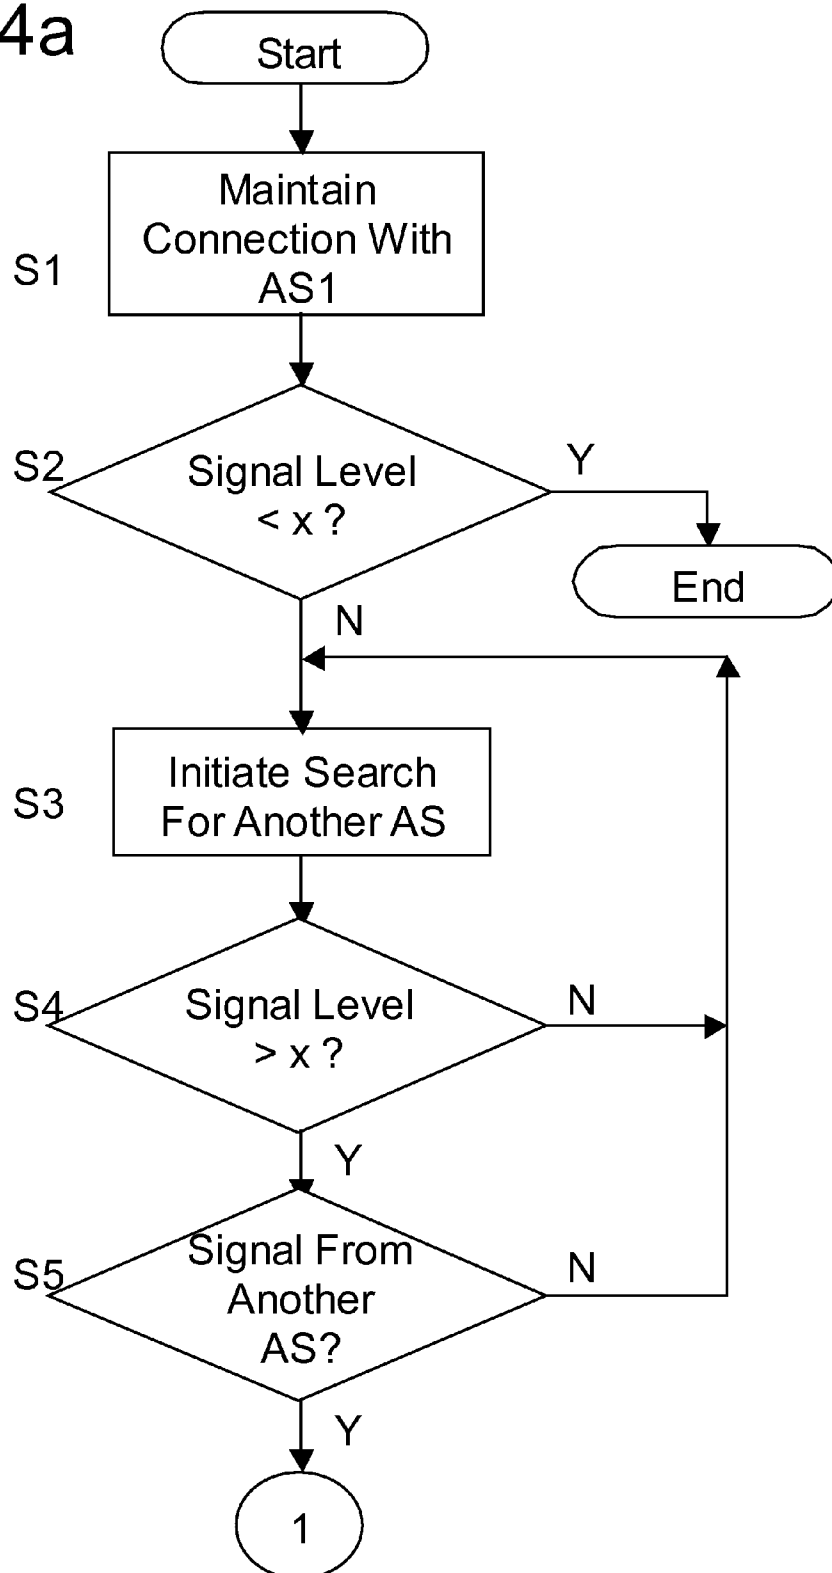 4a
Start
Maintain
Connection With
AS1
S1
S2
Signal Level
< x ?
Y
End
N
S3
Initiate Search
For Another AS
S4
Signal Level
> x ?
N
Y
S5
Signal From
Another
AS?
N
Y
1